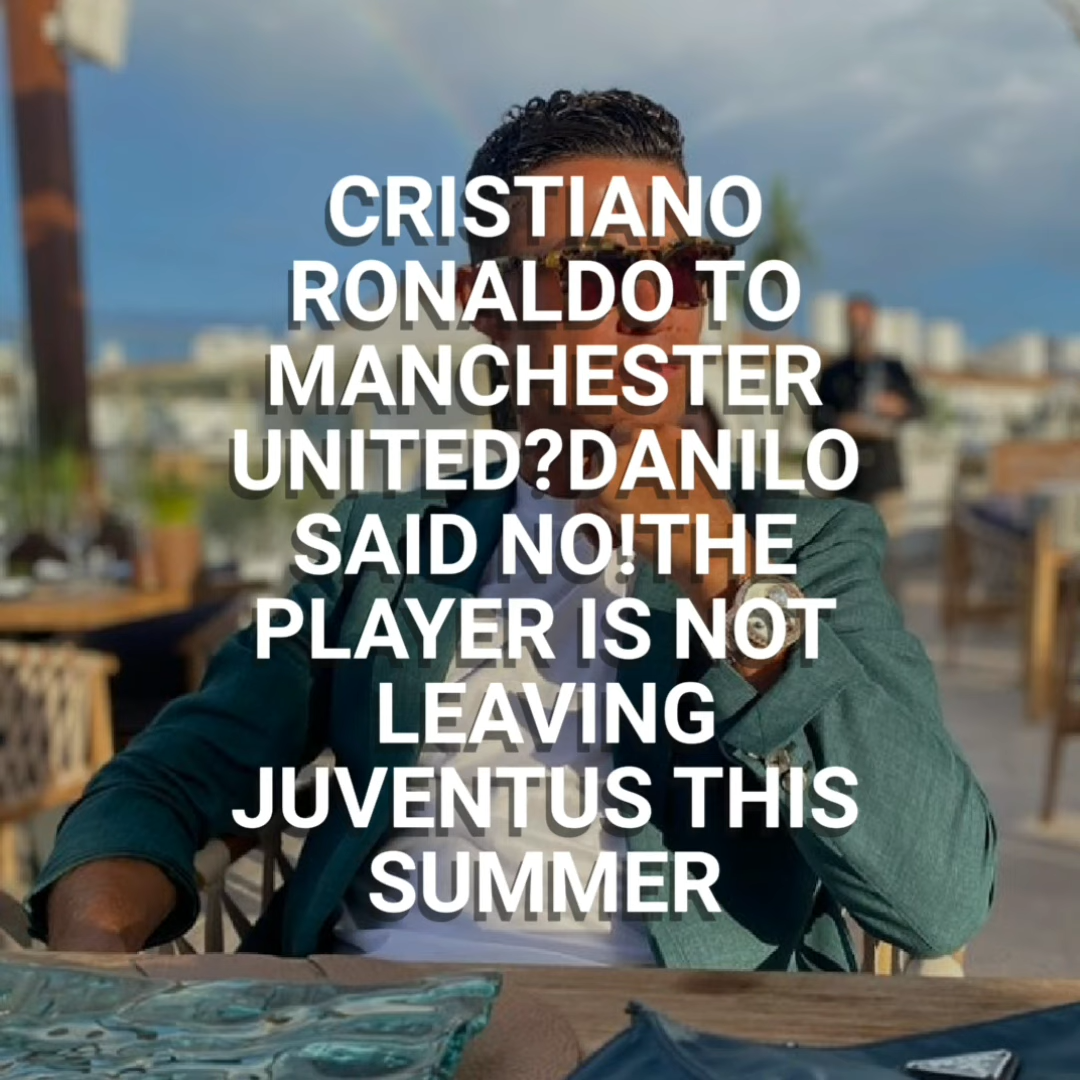 CRISTIANO
RONALDO TO
MANCHESTER
UNITED?DANILO
SAID NO!THE
PLAYER IS NOT
LEAVING
JUVENTUS THIS
SUMMER